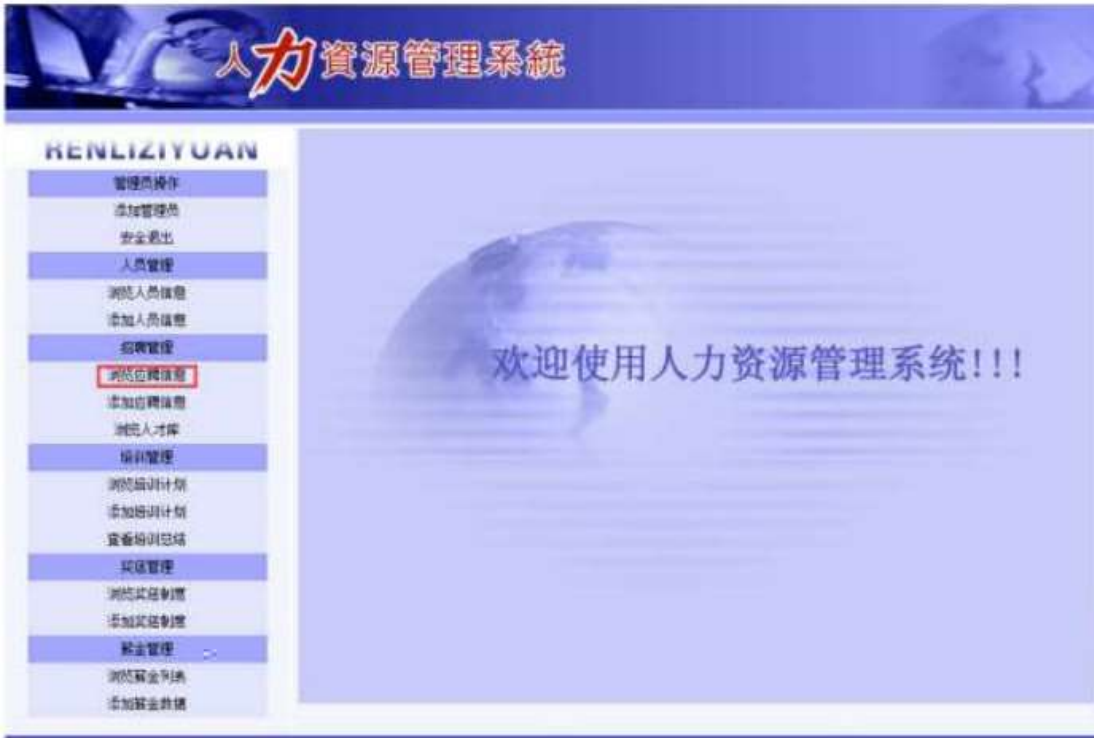 人力資源管理系統
RENLIZIYUAN
管理员操作
添加管理员
安全退出
人员管理
浏览人员信息
添加人员信息
招聘管理
浏览应聘信息
添加应聘信息
浏览人才库
培训管理
浏览培训计划
添加培训计划
查看培训总结
奖惩管理
浏览奖惩制度
添加奖惩制度
薪金管理
浏览薪金列表
添加薪金数据
欢迎使用人力资源管理系统!!!